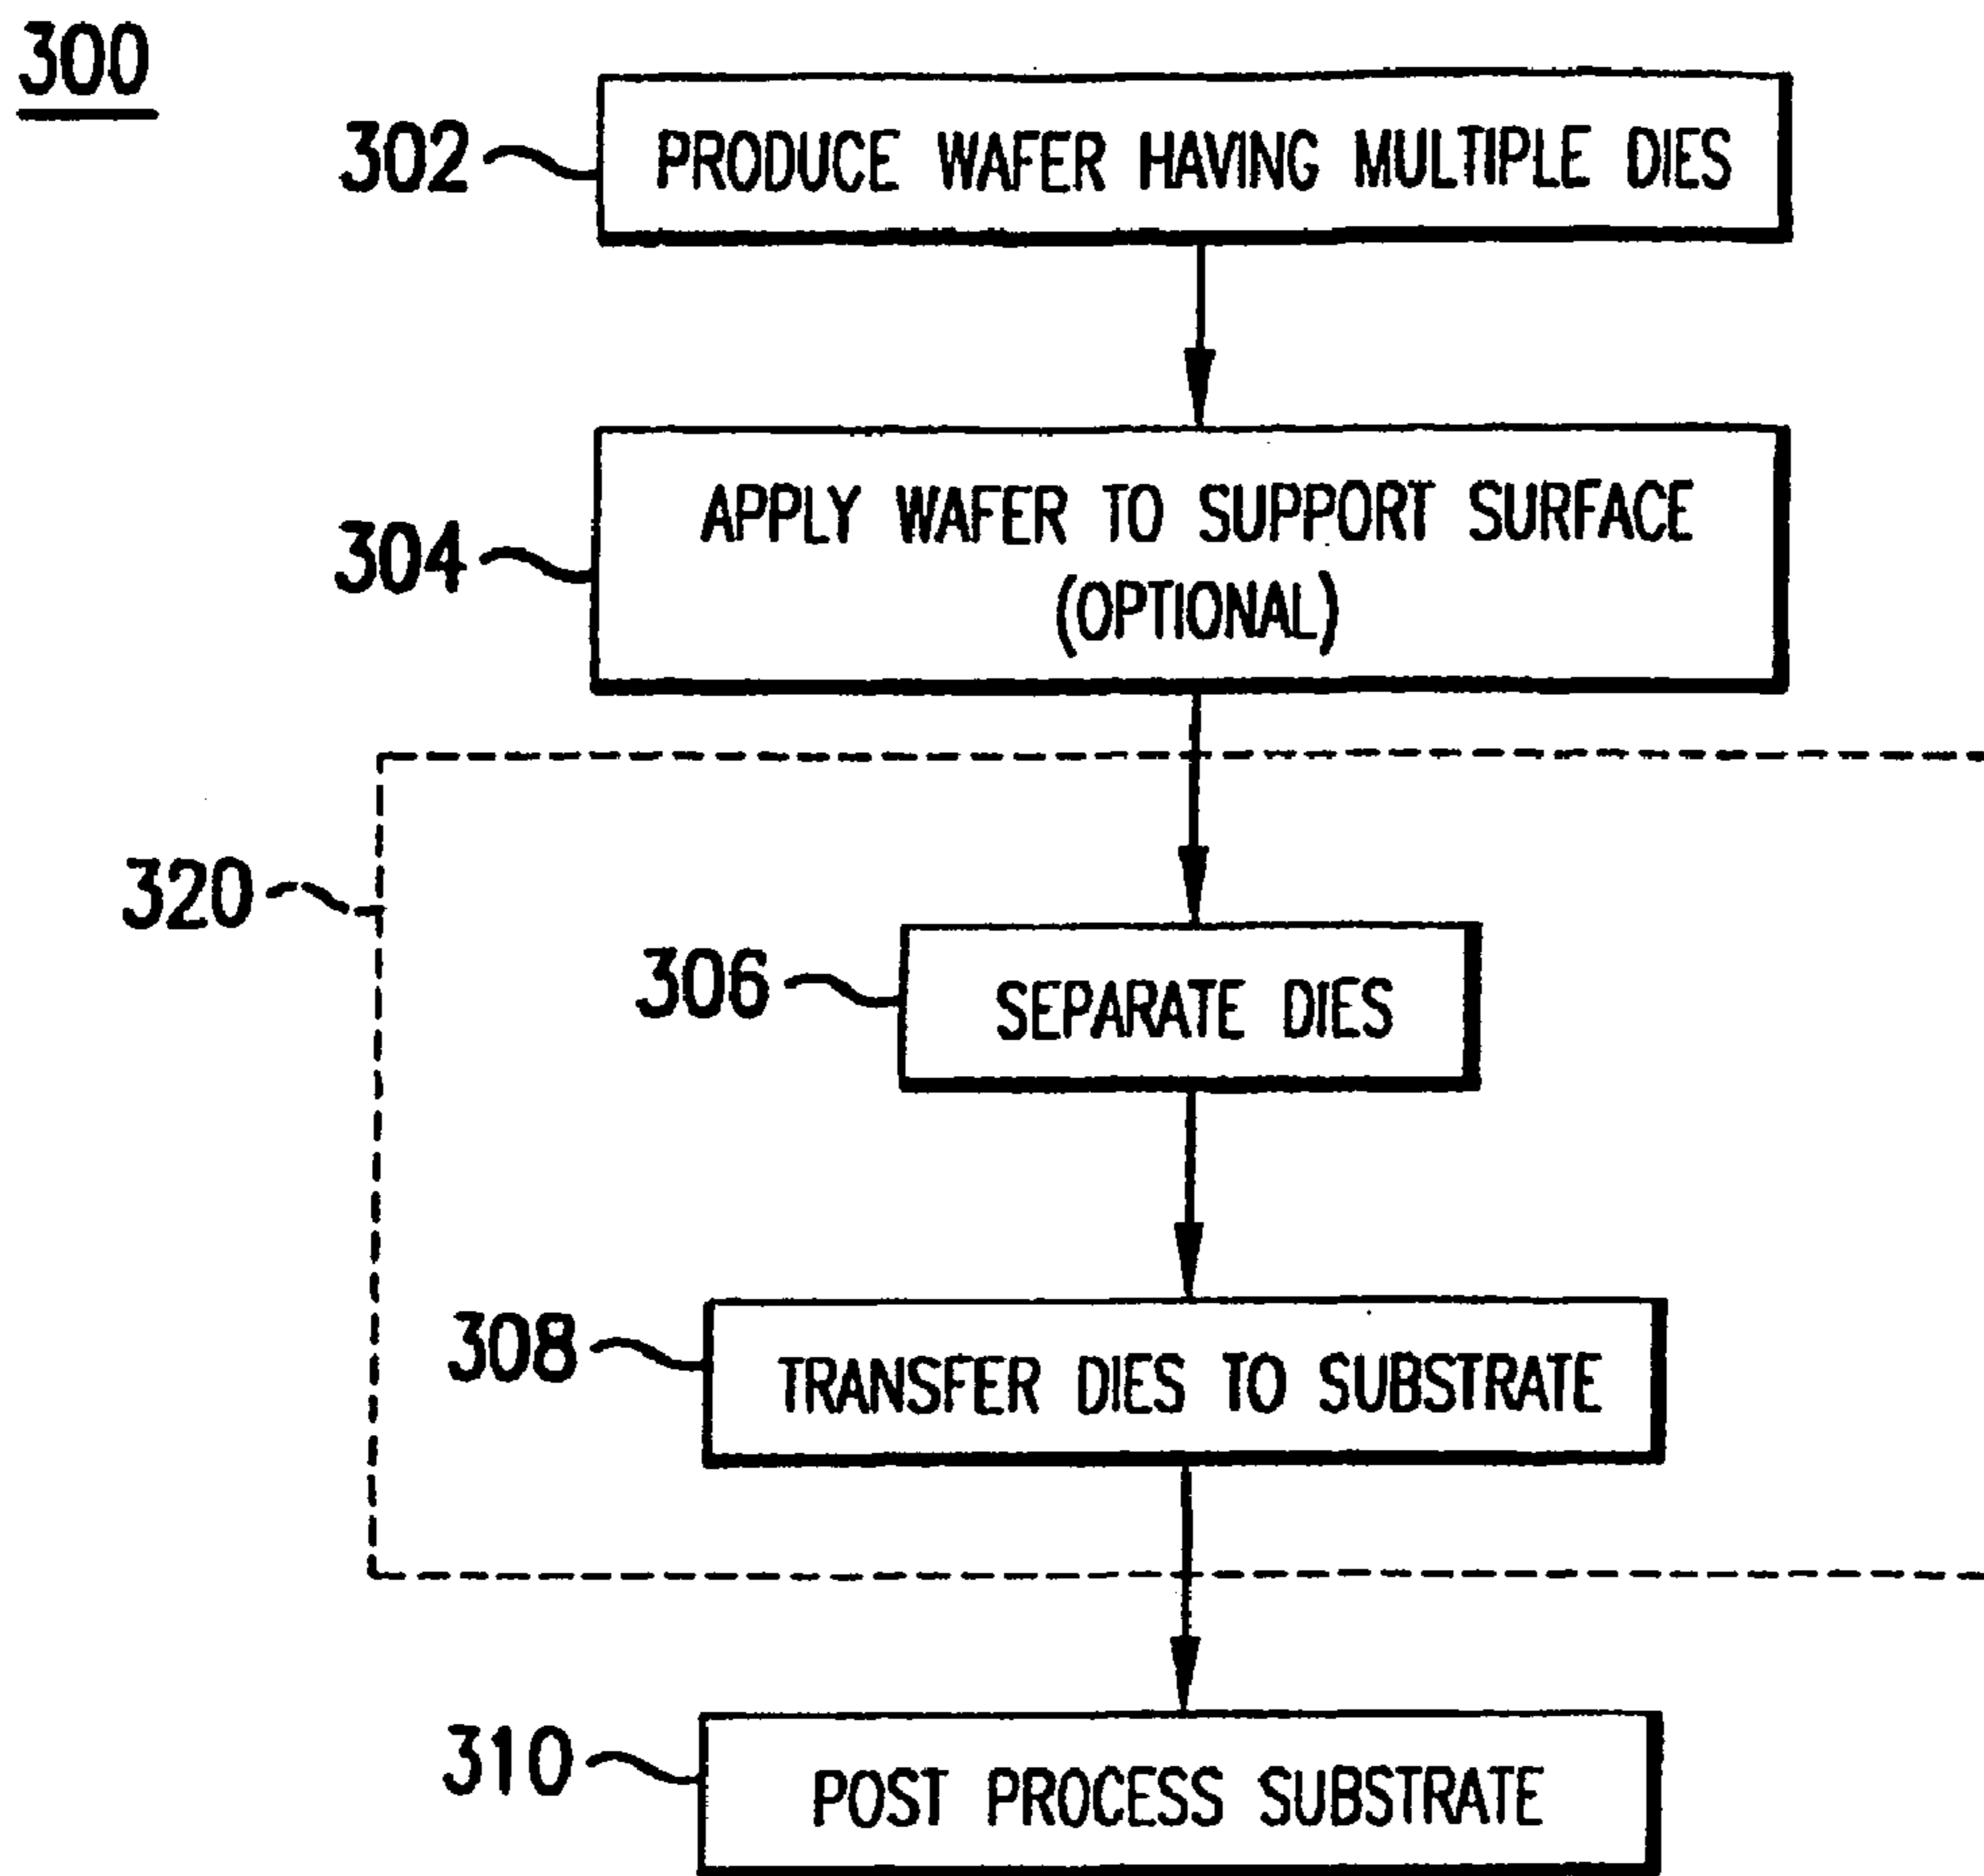 300
302 PRODUCE WAFER HAVING MULTIPLE DIES
304 APPLY WAFER TO SUPPORT SURFACE
(OPTIONAL)
320
306 SEPARATE DIES
308 TRANSFER DIES TO SUBSTRATE
310 POST PROCESS SUBSTRATE